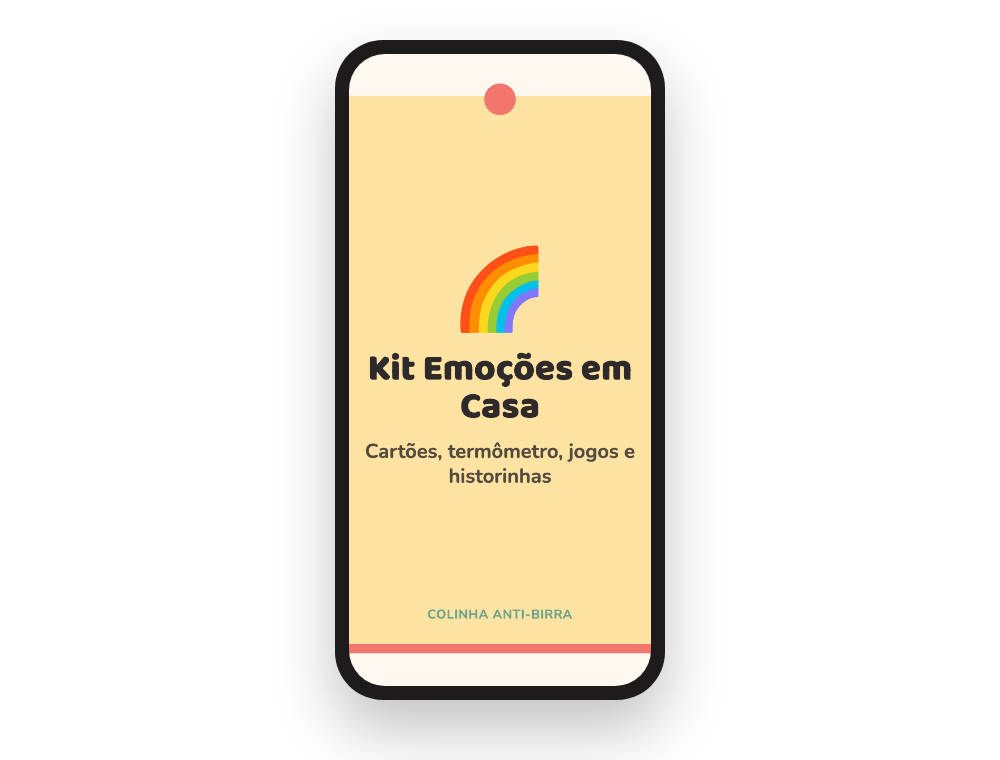 Kit Emoções em
Casa
Cartões, termômetro, jogos e
historinhas
COLINHA ANTI-BIRRA